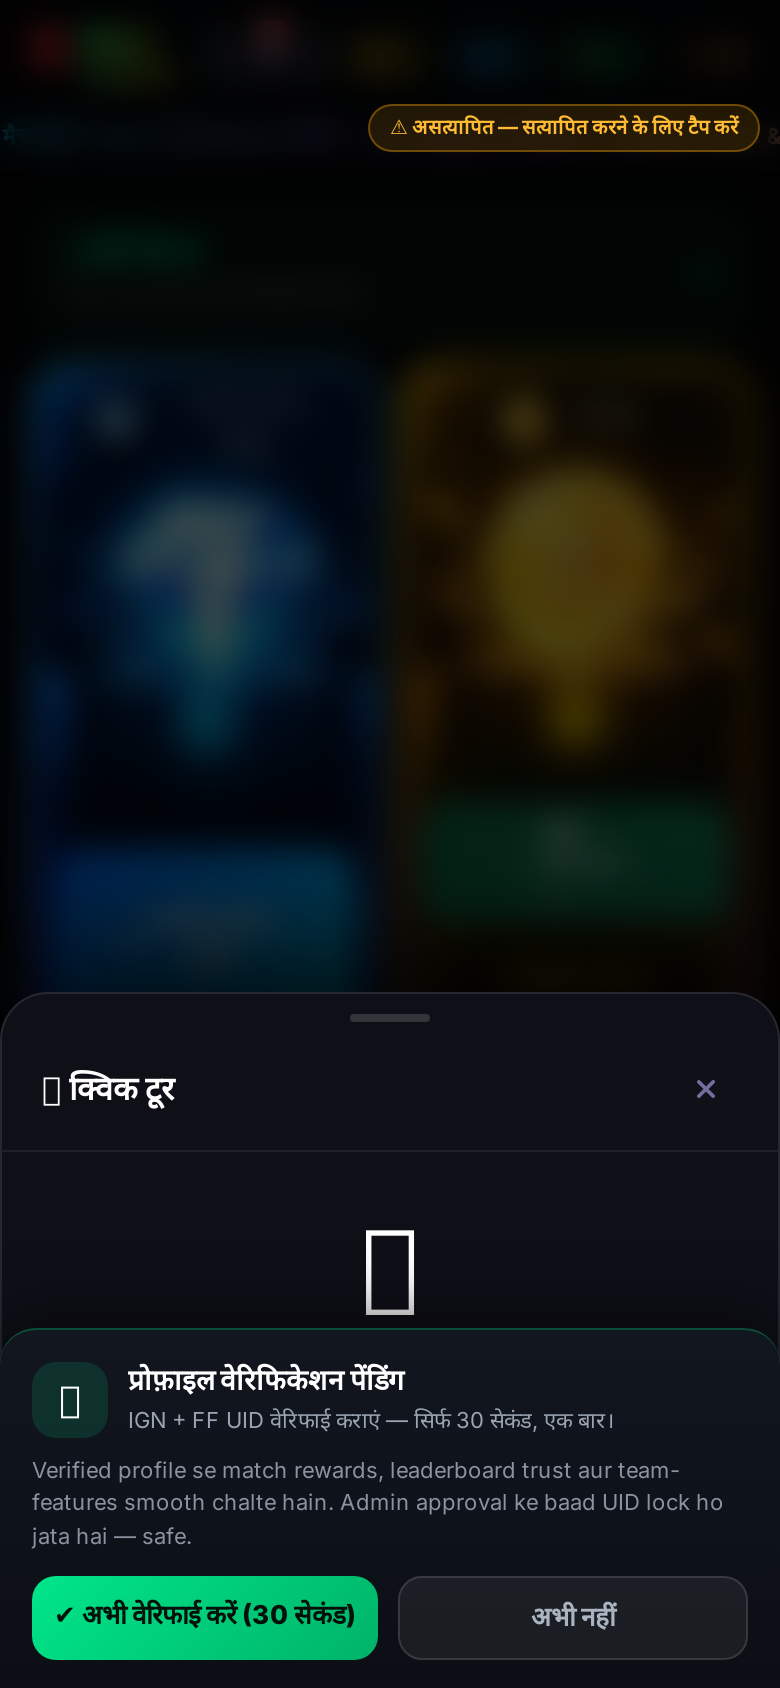 ⚠ असत्यापित — सत्यापित करने के लिए टैप करें
क्विक टूर
प्रोफ़ाइल वेरिफिकेशन पेंडिंग
IGN + FF UID वेरिफाई कराएं — सिर्फ 30 सेकंड, एक बार।
Verified profile se match rewards, leaderboard trust aur team-
features smooth chalte hain. Admin approval ke baad UID lock ho
jata hai — safe.
✔ अभी वेरिफाई करें (30 सेकंड)
अभी नहीं